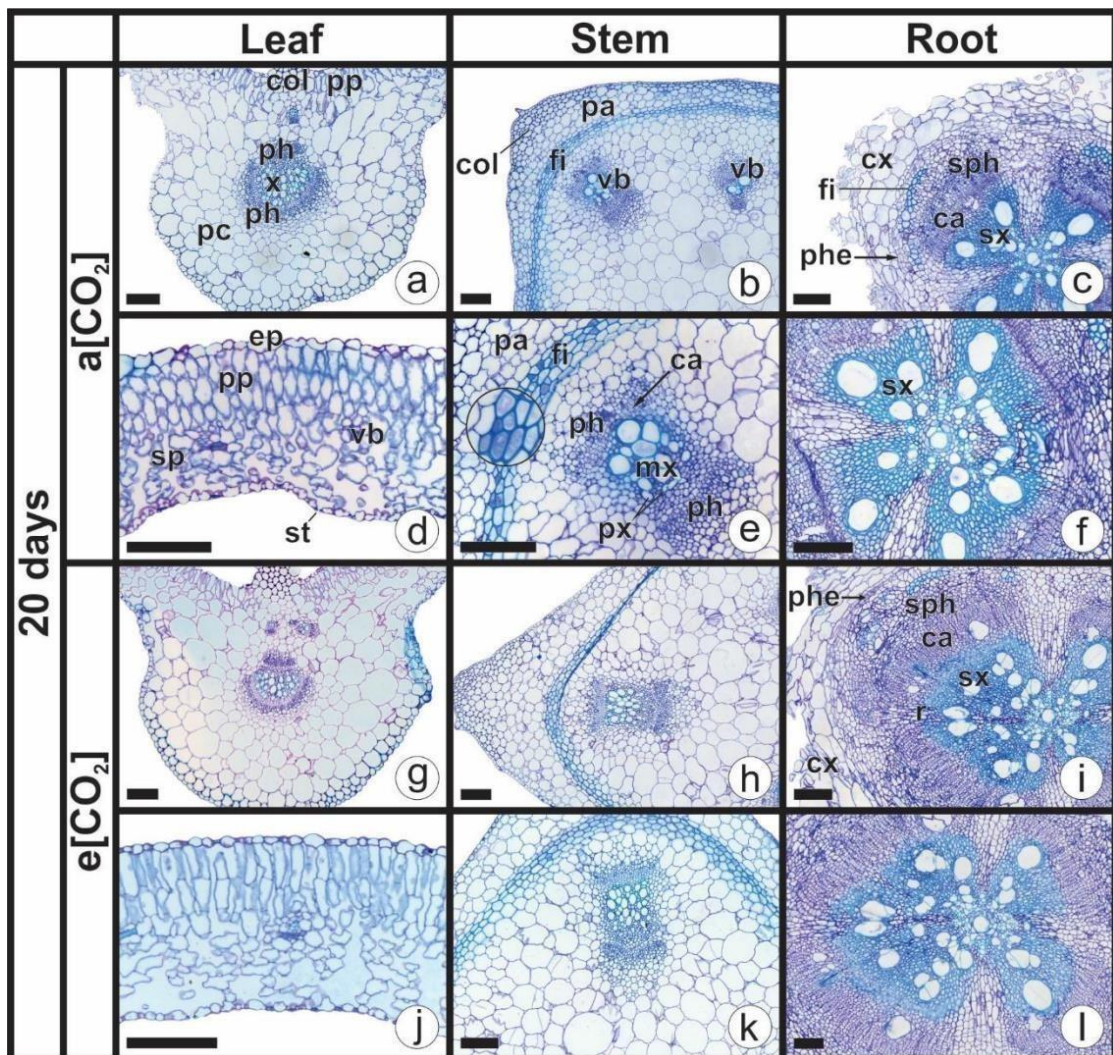 Leaf Stem Root
20 days
a[CO₂]
e[CO₂]
col pp
ph
x
ph
pc
a
pa
col
fi
vb
vb
b
cx
sph
fi
ca
sx
phe
c
ep
pp
vb
sp
st
d
pa
fi
ca
ph
mx
px
ph
e
sx
f
g
h
phe
sph
ca
sx
r
cx
i
j
k
l